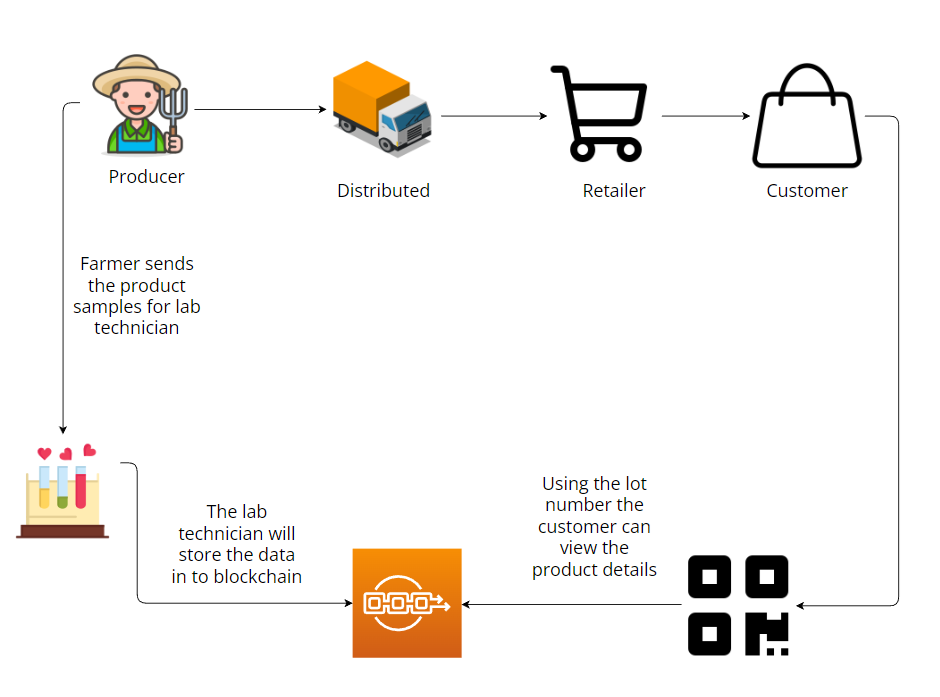 Producer
Distributed
Retailer
Customer
Farmer sends
the product
samples for lab
technician
The lab
technician will
store the data
in to blockchain
Using the lot
number the
customer can
view the
product details